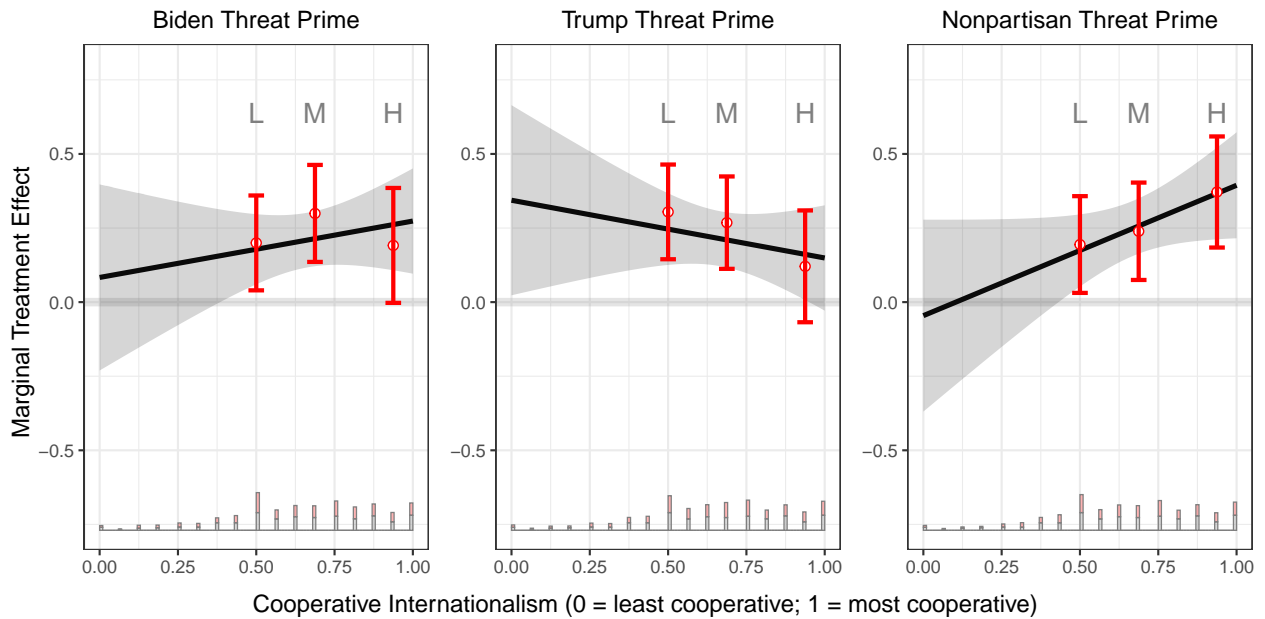 Biden Threat Prime
Trump Threat Prime
Nonpartisan Threat Prime
Marginal Treatment Effect
L M H
L M H
L M H
0.5
0.0
−0.5
0.5
0.0
−0.5
0.5
0.0
−0.5
0.00 0.25 0.50 0.75 1.00
0.00 0.25 0.50 0.75 1.00
0.00 0.25 0.50 0.75 1.00
Cooperative Internationalism (0 = least cooperative; 1 = most cooperative)